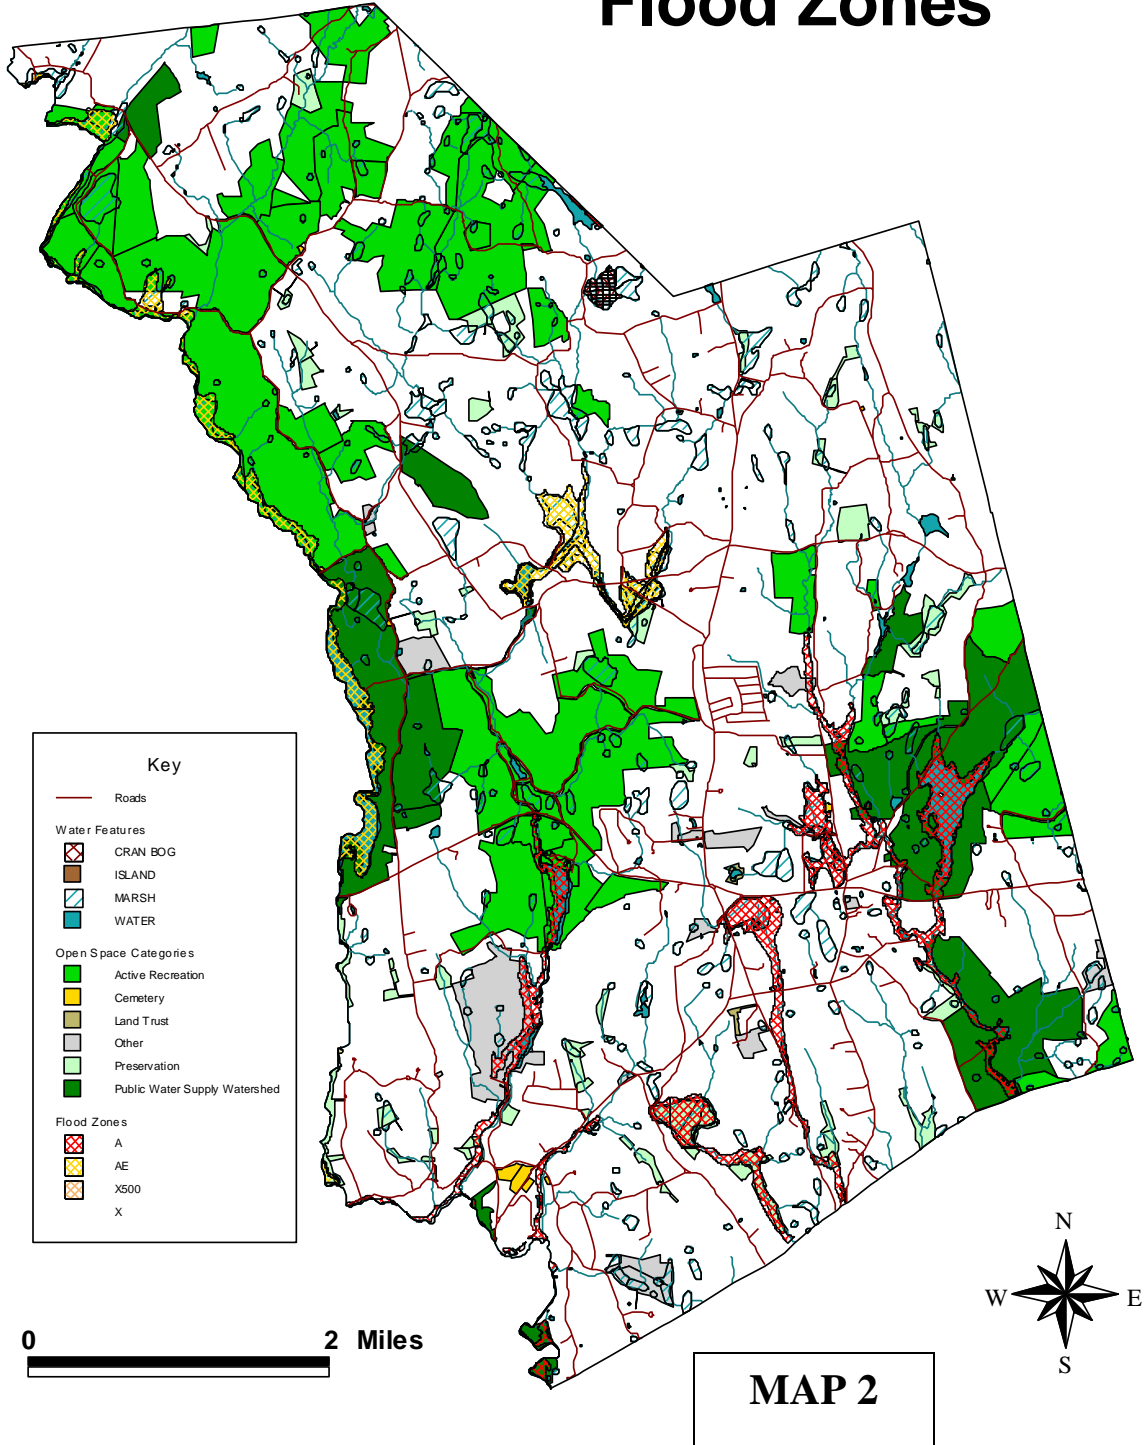 Flood Zones
Key
Roads
Water Features
CRAN BOG
ISLAND
MARSH
WATER
Open Space Categories
Active Recreation
Cemetery
Land Trust
Other
Preservation
Public Water Supply Watershed
Flood Zones
A
AE
X500
X
0 2 Miles
N
W E
S
MAP 2